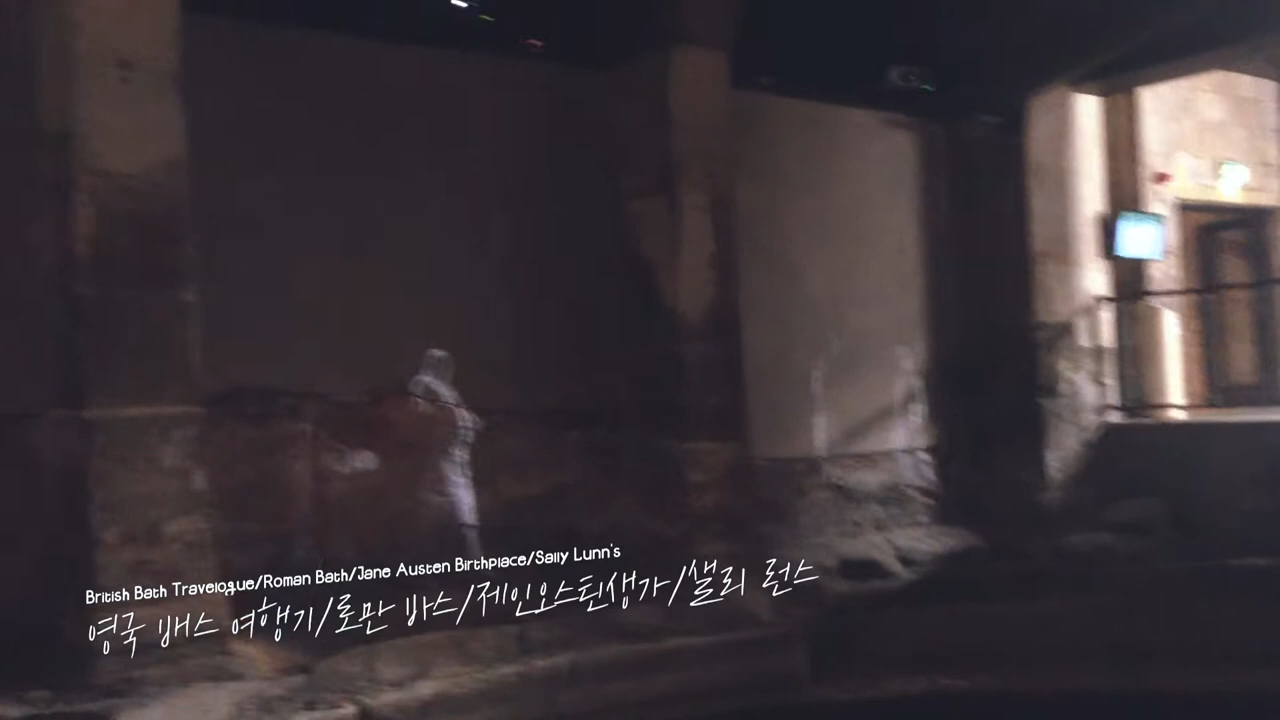 British Bath Travelogue/Roman Bath/Jane Austen Birthplace/Sally Lunn's
영국 배스 여행기/로만 바스/제인오스틴생가/샐리 런스